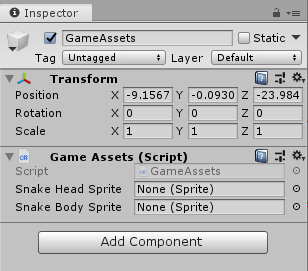 Inspector
GameAssets Static
Tag Untagged Layer Default
Transform
Position X -9.1567 Y -0.0930 Z -23.984
Rotation X 0 Y 0 Z 0
Scale X 1 Y 1 Z 1
Game Assets (Script)
Script GameAssets
Snake Head Sprite None (Sprite)
Snake Body Sprite None (Sprite)
Add Component